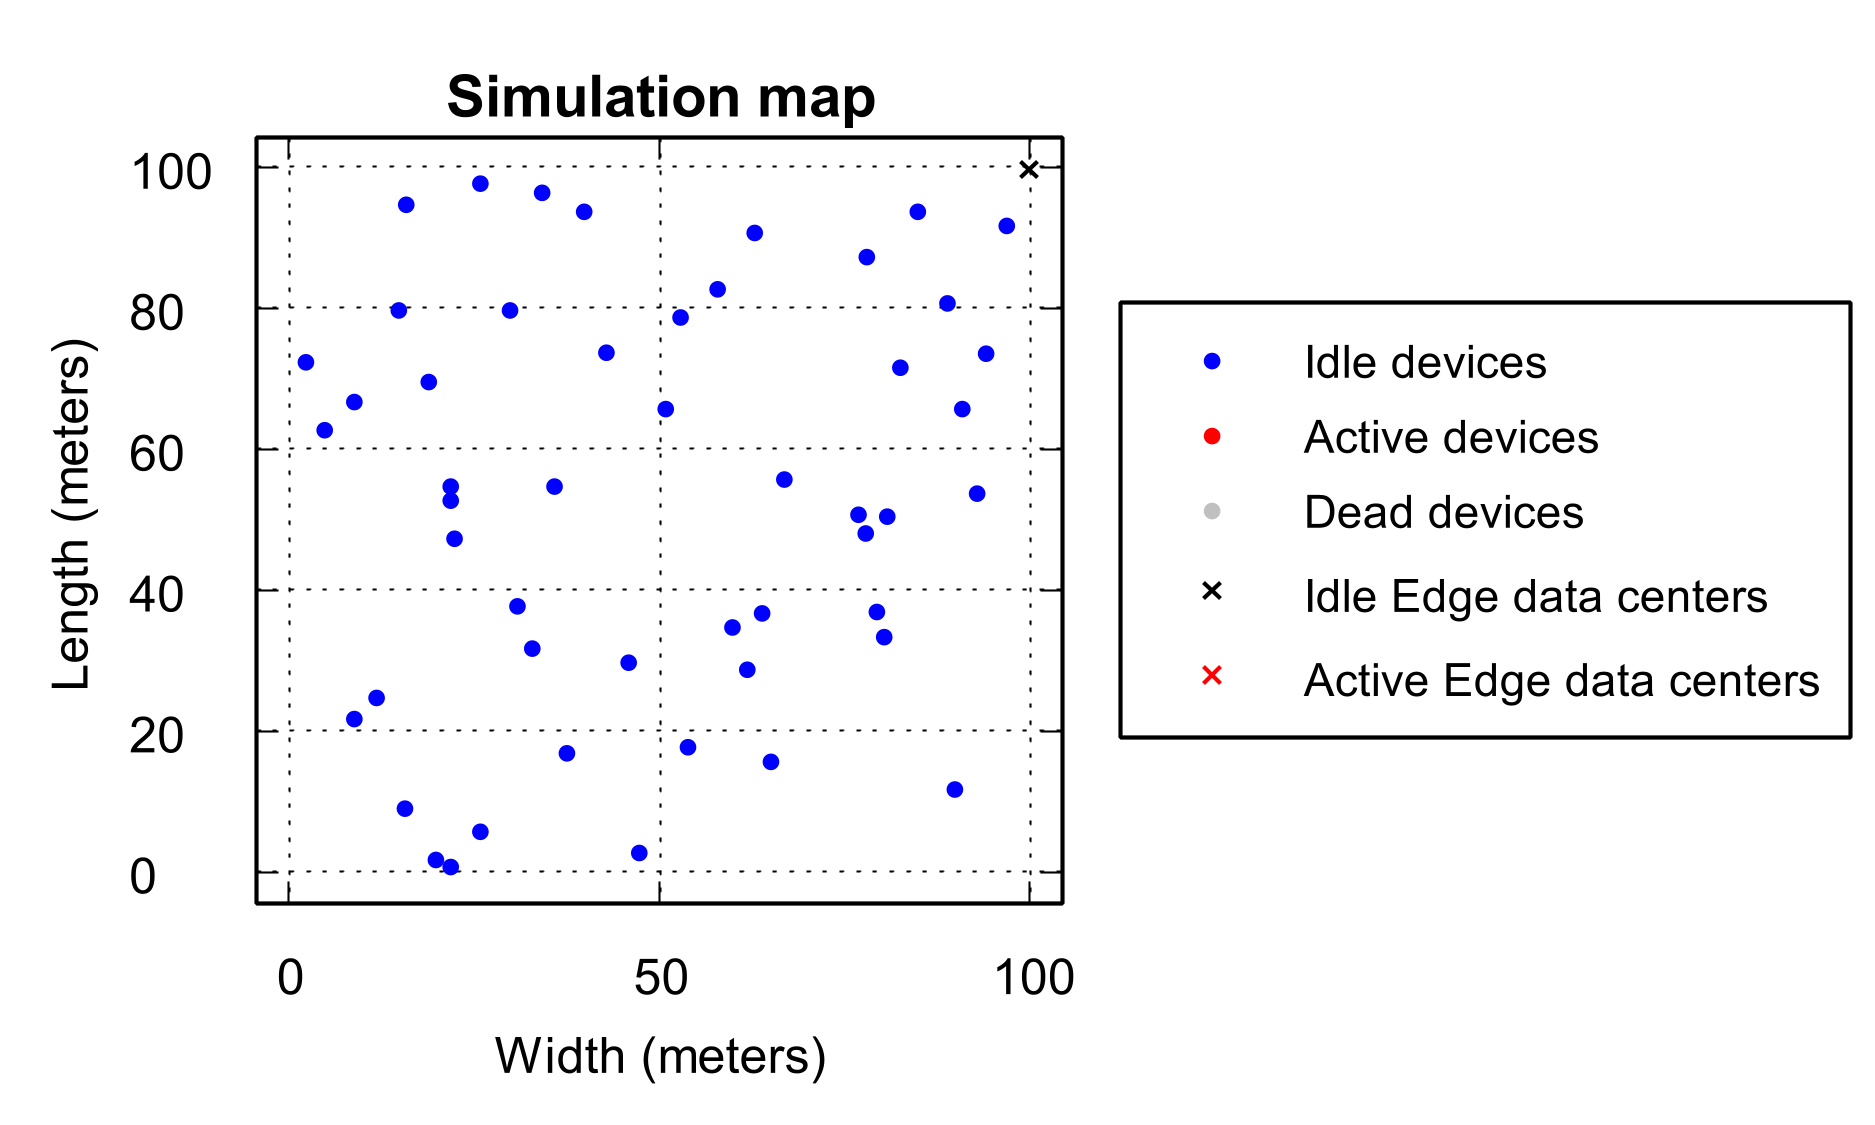 Simulation map
100
80
60
40
20
0
Length (meters)
0 50 100
Width (meters)
Idle devices
Active devices
Dead devices
Idle Edge data centers
Active Edge data centers